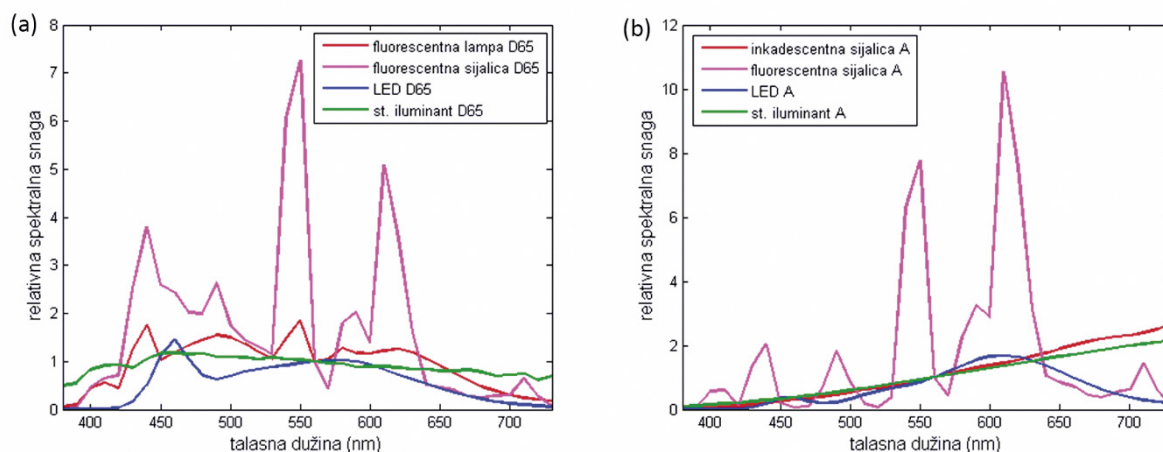 (a)
8
7
6
5
4
3
2
1
0
relativna spektralna snaga
fluorescentna lampa D65
fluorescentna sijalica D65
LED D65
st. iluminant D65
400 450 500 550 600 650 700
talasna dužina (nm)
(b)
12
10
8
6
4
2
0
relativna spektralna snaga
inkadescentna sijalica A
fluorescentna sijalica A
LED A
st. iluminant A
400 450 500 550 600 650 700
talasna dužina (nm)